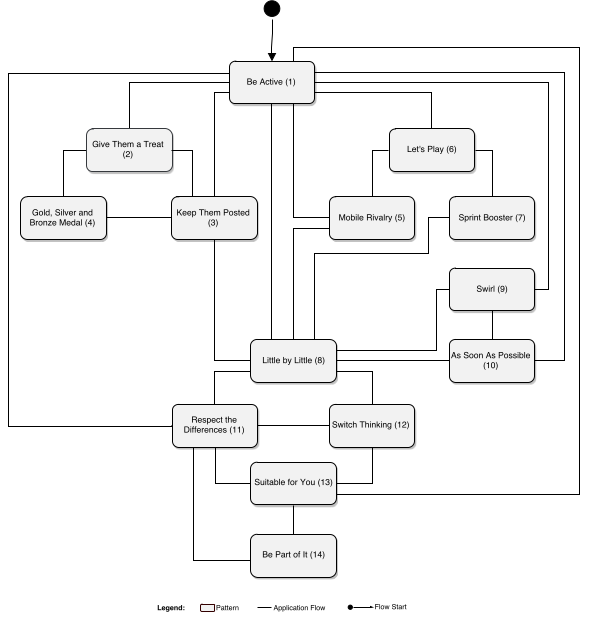 Be Active (1)
Give Them a Treat
(2)
Let's Play (6)
Gold, Silver and
Bronze Medal (4)
Keep Them Posted
(3)
Mobile Rivalry (5)
Sprint Booster (7)
Swirl (9)
Little by Little (8)
As Soon As Possible
(10)
Respect the
Differences (11)
Switch Thinking (12)
Suitable for You (13)
Be Part of It (14)
Legend: Pattern Application Flow Flow Start